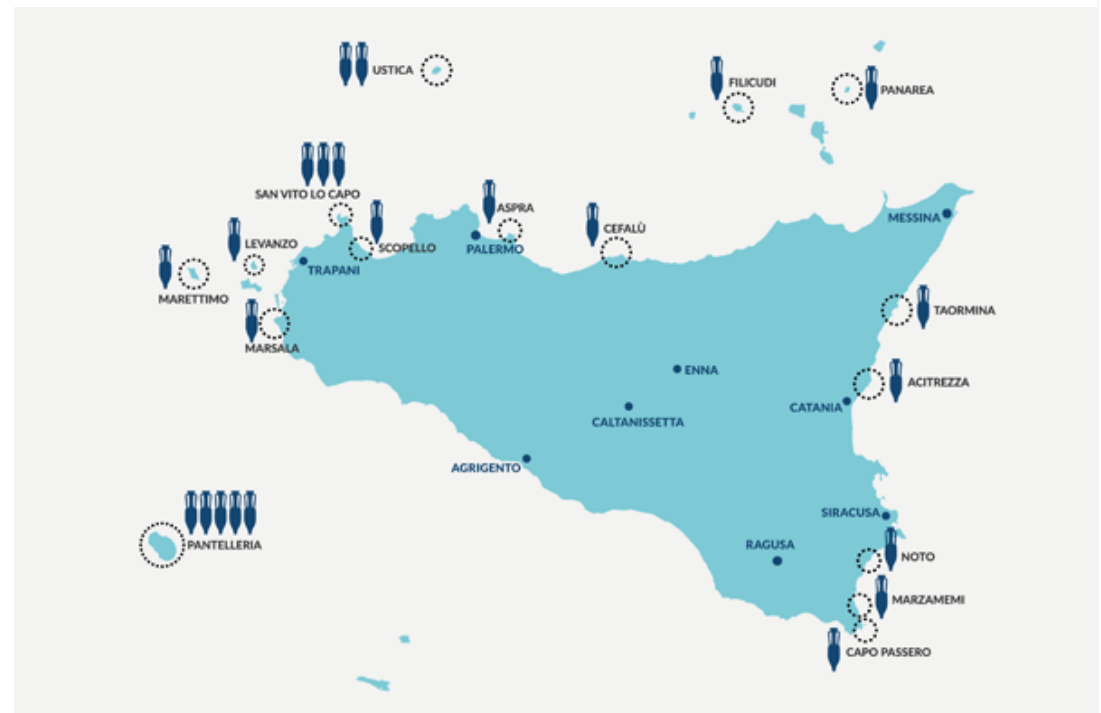 USTICA
FILICUDI
PANAREA
SAN VITO LO CAPO
ASPRA
MESSINA
CEFALÙ
LEVANZO
SCOPELLO
PALERMO
TRAPANI
MARETTIMO
TAORMINA
MARSALA
ENNA
ACITREZZA
CATANIA
CALTANISSETTA
AGRIGENTO
SIRACUSA
PANTELLERIA
RAGUSA
NOTO
MARZAMEMI
CAPO PASSERO